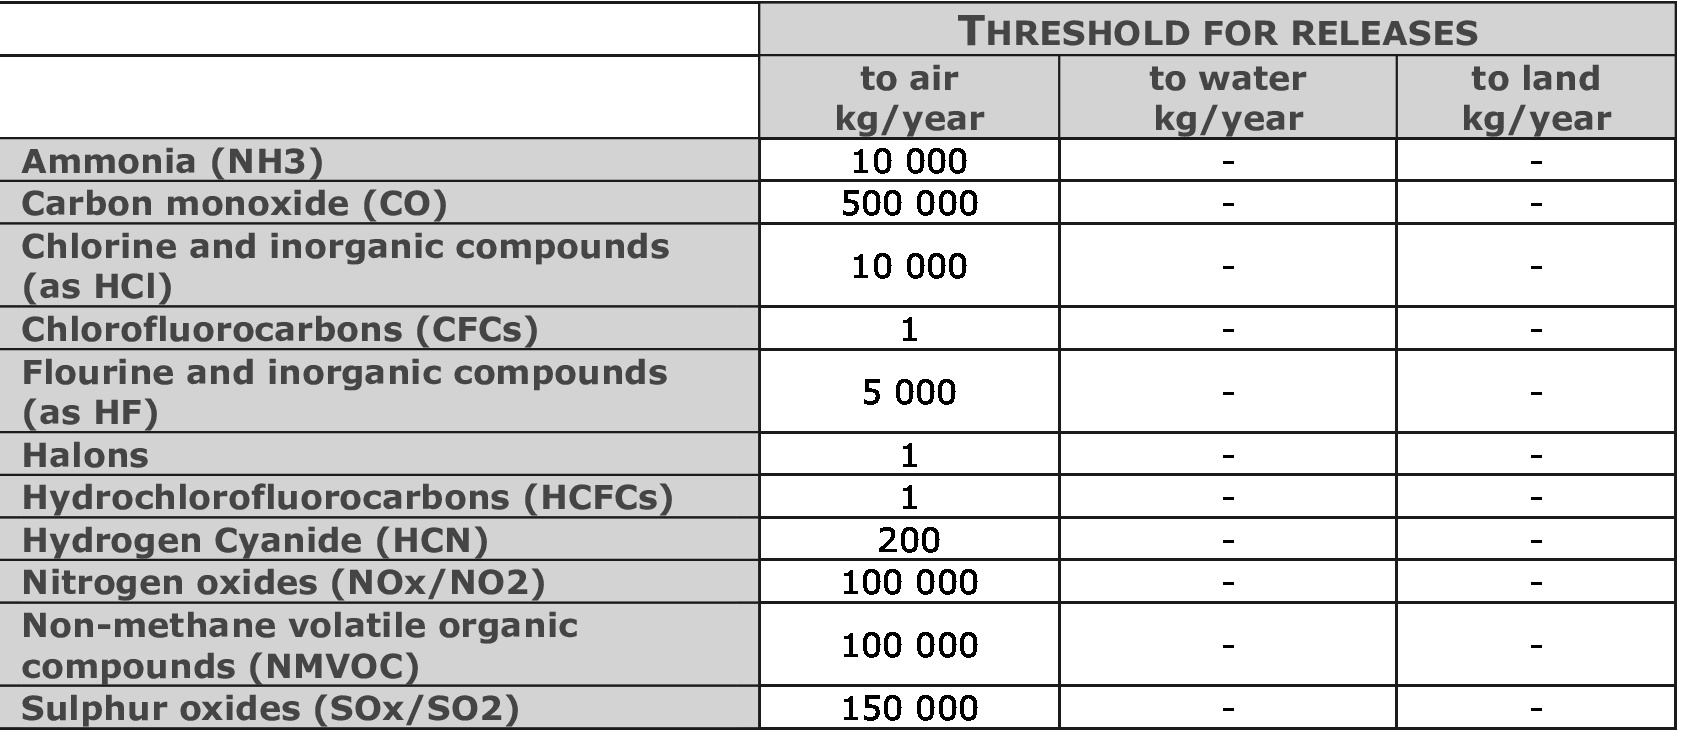 THRESHOLD FOR RELEASES
to air to water to land
kg/year kg/year kg/year
Ammonia (NH3) 10 000 - -
Carbon monoxide (CO) 500 000 - -
Chlorine and inorganic compounds
(as HCl) 10 000 - -
Chlorofluorocarbons (CFCs) 1 - -
Flourine and inorganic compounds
(as HF) 5 000 - -
Halons 1 - -
Hydrochlorofluorocarbons (HCFCs) 1 - -
Hydrogen Cyanide (HCN) 200 - -
Nitrogen oxides (NOx/NO2) 100 000 - -
Non-methane volatile organic
compounds (NMVOC) 100 000 - -
Sulphur oxides (SOx/SO2) 150 000 - -